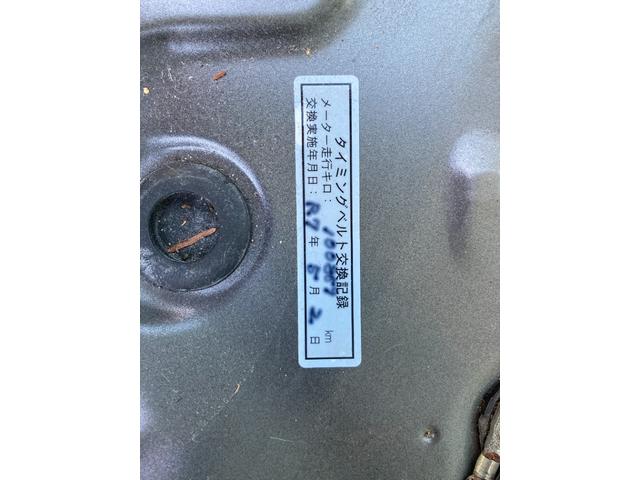 タイミングベルト交換記録
メーター走行キロ： km
交換実施年月日：R7年5月2日